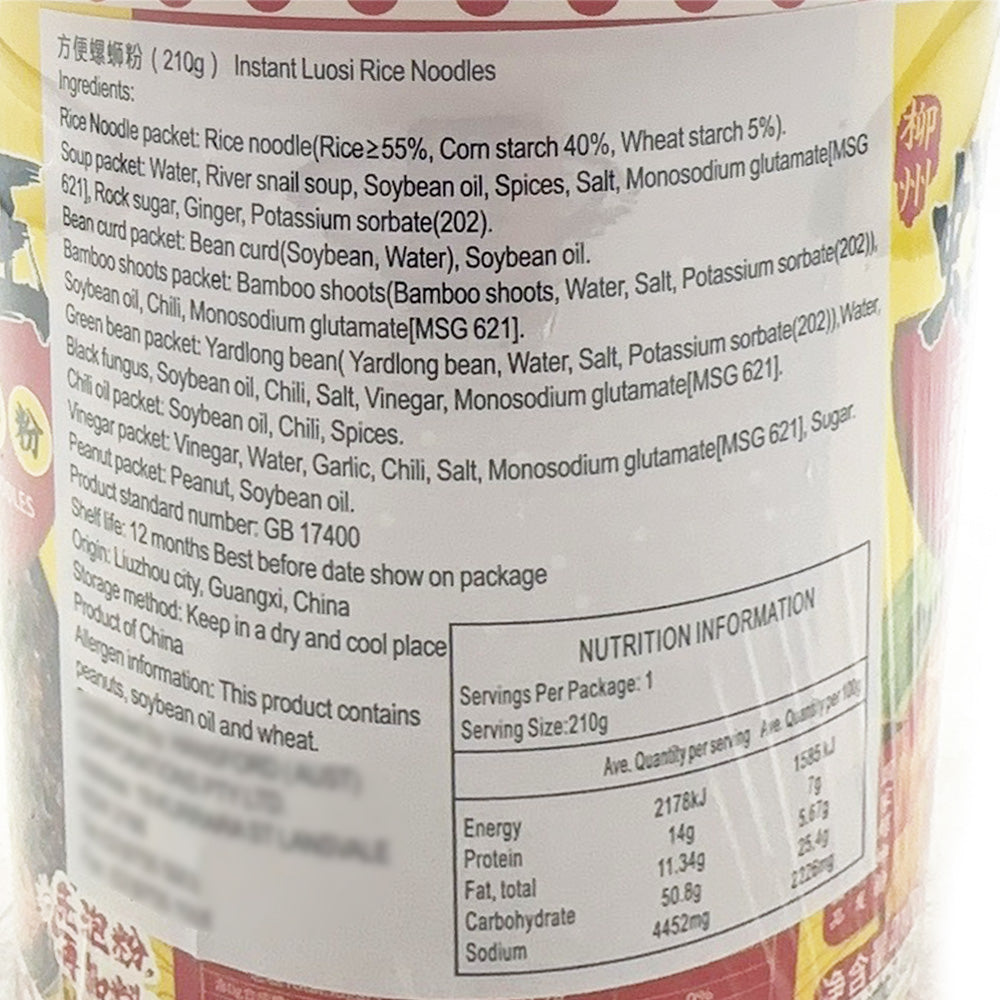 方便螺蛳粉（210g） Instant Luosi Rice Noodles
Ingredients:
Rice Noodle packet: Rice noodle(Rice≥55%, Corn starch 40%, Wheat starch 5%).
Soup packet: Water, River snail soup, Soybean oil, Spices, Salt, Monosodium glutamate[MSG
621], Rock sugar, Ginger, Potassium sorbate(202).
Bean curd packet: Bean curd(Soybean, Water), Soybean oil.
Bamboo shoots packet: Bamboo shoots(Bamboo shoots, Water, Salt, Potassium sorbate(202)),
Soybean oil, Chili, Monosodium glutamate[MSG 621].
Green bean packet: Yardlong bean( Yardlong bean, Water, Salt, Potassium sorbate(202)),Water,
Black fungus, Soybean oil, Chili, Salt, Vinegar, Monosodium glutamate[MSG 621].
Chili oil packet: Soybean oil, Chili, Spices.
Vinegar packet: Vinegar, Water, Garlic, Chili, Salt, Monosodium glutamate[MSG 621], Sugar.
Peanut packet: Peanut, Soybean oil.
Product standard number: GB 17400
Shelf life: 12 months Best before date show on package
Origin: Liuzhou city, Guangxi, China
Storage method: Keep in a dry and cool place
Product of China
Allergen information: This product contains
peanuts, soybean oil and wheat.
NUTRITION INFORMATION
Servings Per Package: 1
Serving Size:210g
Ave. Quantity per serving Ave. Quantity per 100g
Energy 2178kJ 1585 kJ
Protein 14g 7g
Fat, total 11.34g 5.67g
Carbohydrate 50.8g 25.4g
Sodium 4452mg 2226mg
柳州
粉
先泡粉,